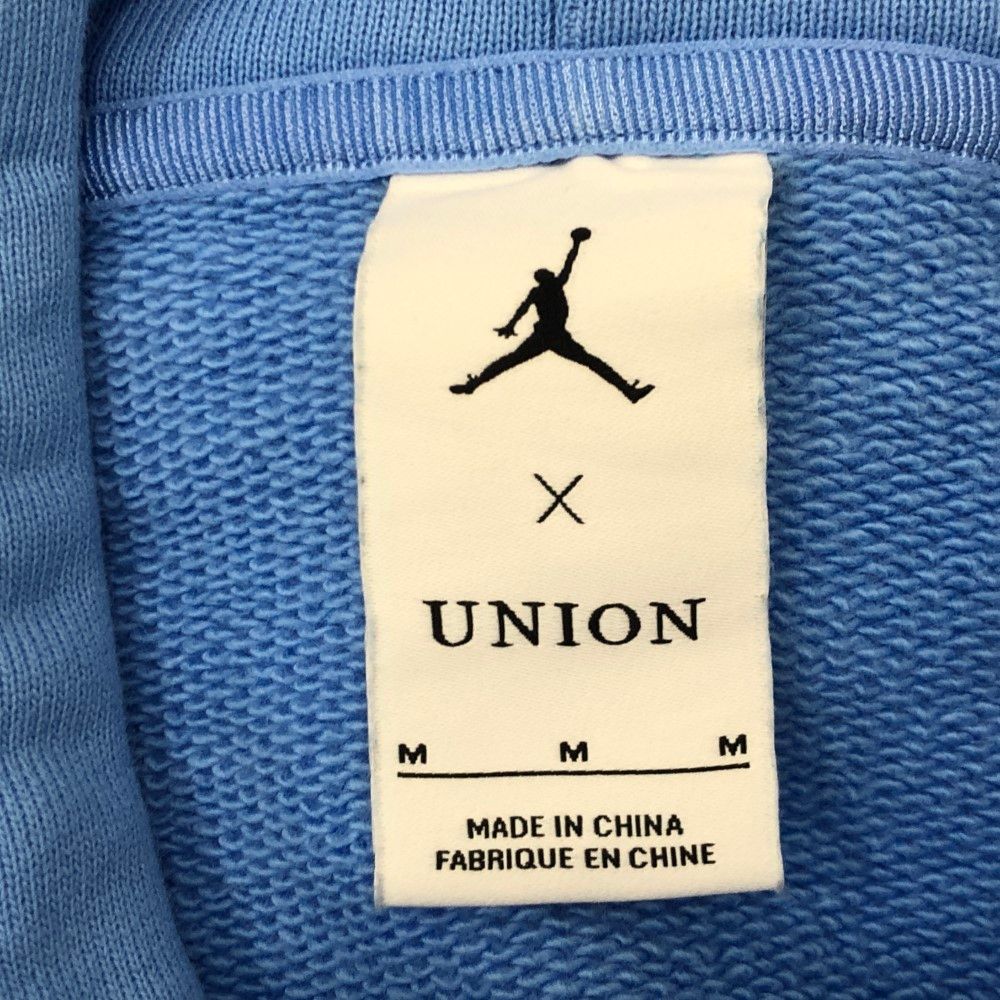 X
UNION
M M M
MADE IN CHINA
FABRIQUE EN CHINE